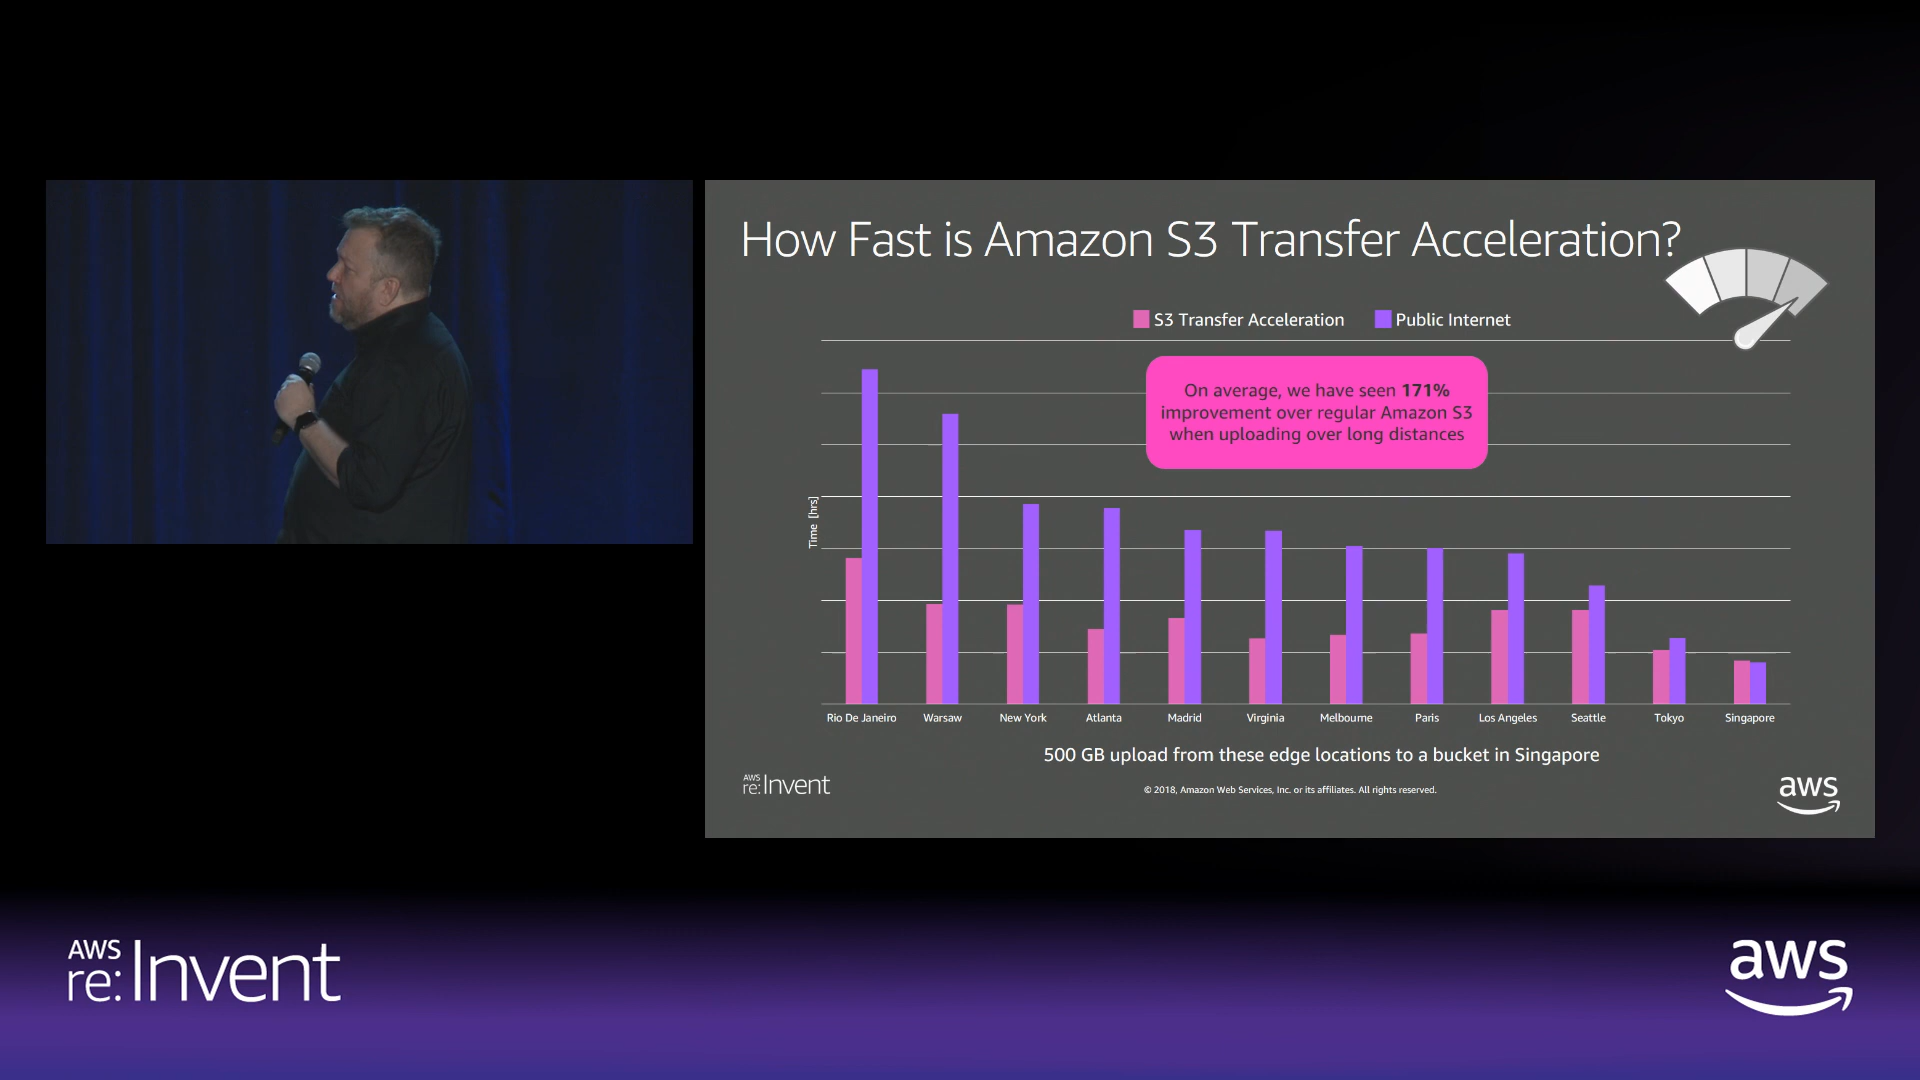 How Fast is Amazon S3 Transfer Acceleration?
S3 Transfer Acceleration
Public Internet
On average, we have seen 171%
improvement over regular Amazon S3
when uploading over long distances
Time [hrs]
Rio De Janeiro
Warsaw
New York
Atlanta
Madrid
Virginia
Melbourne
Paris
Los Angeles
Seattle
Tokyo
Singapore
500 GB upload from these edge locations to a bucket in Singapore
AWS
re:Invent
© 2018, Amazon Web Services, Inc. or its affiliates. All rights reserved.
aws
AWS
re:Invent
aws